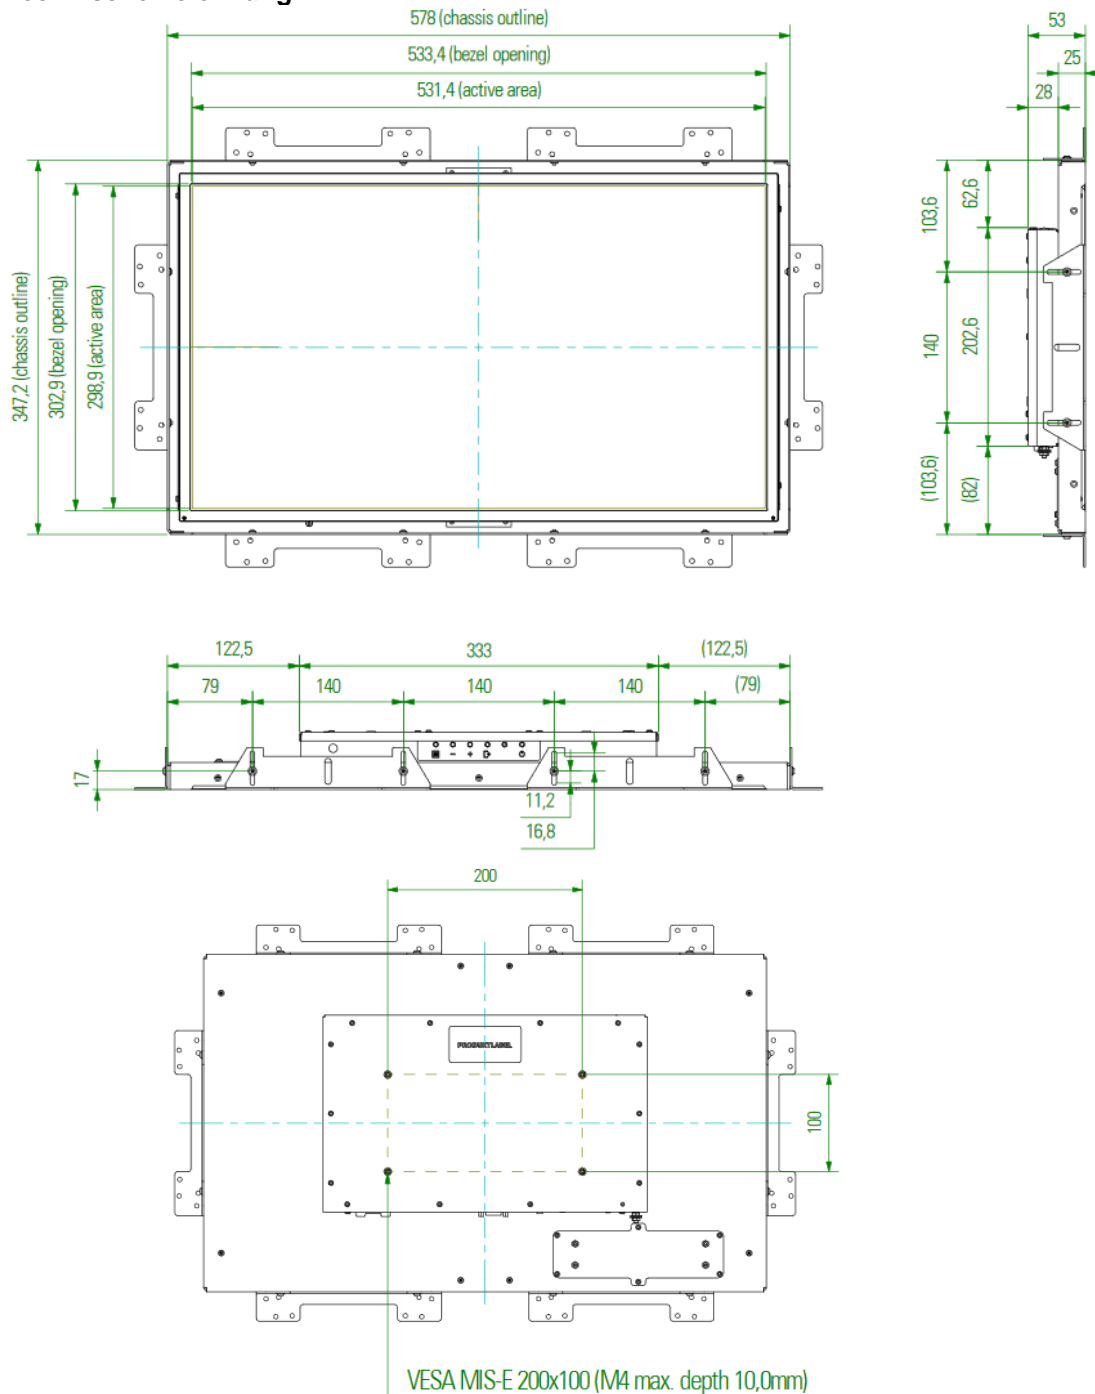 578 (chassis outline)
533,4 (bezel opening)
531,4 (active area)
53
25
28
347,2 (chassis outline)
302,9 (bezel opening)
298,9 (active area)
103,6
62,6
140
202,6
(103,6)
(82)
122,5
333
(122,5)
79
140
140
140
(79)
17
11,2
16,8
200
PRODUKTLABEL
100
VESA MIS-E 200x100 (M4 max. depth 10,0mm)